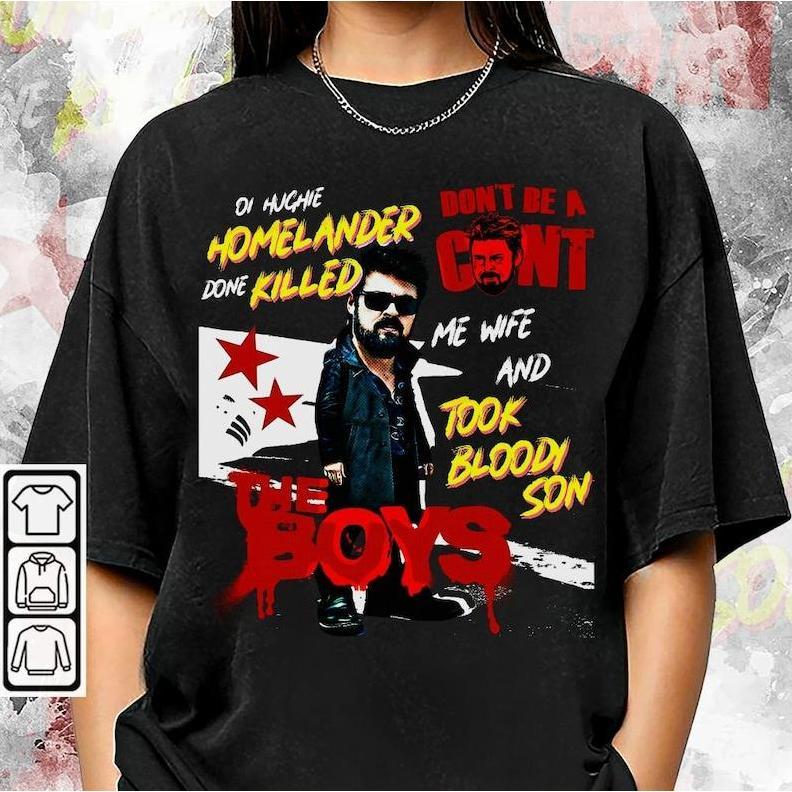 OI HUGHIE
HOMELANDER
DONE KILLED
DON'T BE A
C NT
ME WIFE
AND
TOOK
BLOODI
SON
THE
BOYS